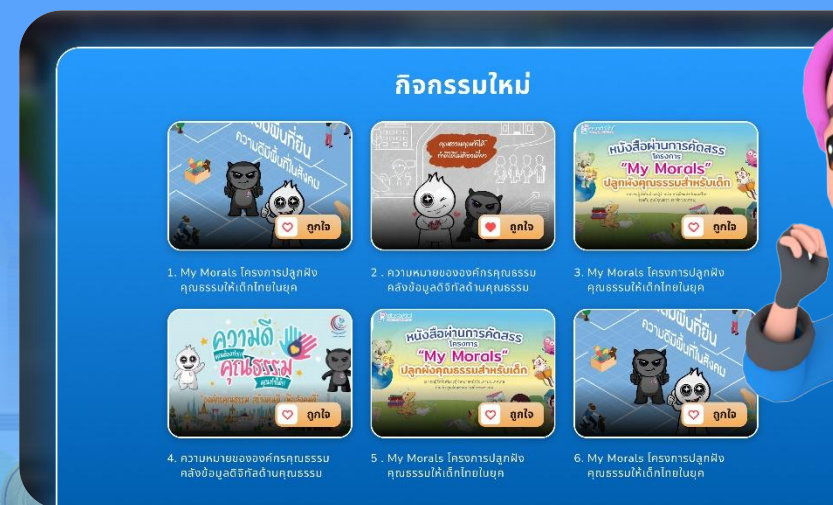 กิจกรรมใหม่
ความดีมีพื้นที่ในสังคม
ถูกใจ
คุณธรรมคุณทำได้
ถูกใจ
หนังสือผ่านการคัดสรร
โครงการ
"My Morals"
ปลูกฝังคุณธรรมสำหรับเด็ก
ถูกใจ
1. My Morals โครงการปลูกฝัง
คุณธรรมให้เด็กไทยในยุค
2 . ความหมายขององค์กรคุณธรรม
คลังข้อมูลดิจิทัลด้านคุณธรรม
3. My Morals โครงการปลูกฝัง
คุณธรรมให้เด็กไทยในยุค
ความดี
คุณธรรม
ถูกใจ
หนังสือผ่านการคัดสรร
โครงการ
"My Morals"
ปลูกฝังคุณธรรมสำหรับเด็ก
ถูกใจ
ความดีมีพื้นที่ในสังคม
ถูกใจ
4. ความหมายขององค์กรคุณธรรม
คลังข้อมูลดิจิทัลด้านคุณธรรม
5 . My Morals โครงการปลูกฝัง
คุณธรรมให้เด็กไทยในยุค
6. My Morals โครงการปลูกฝัง
คุณธรรมให้เด็กไทยในยุค